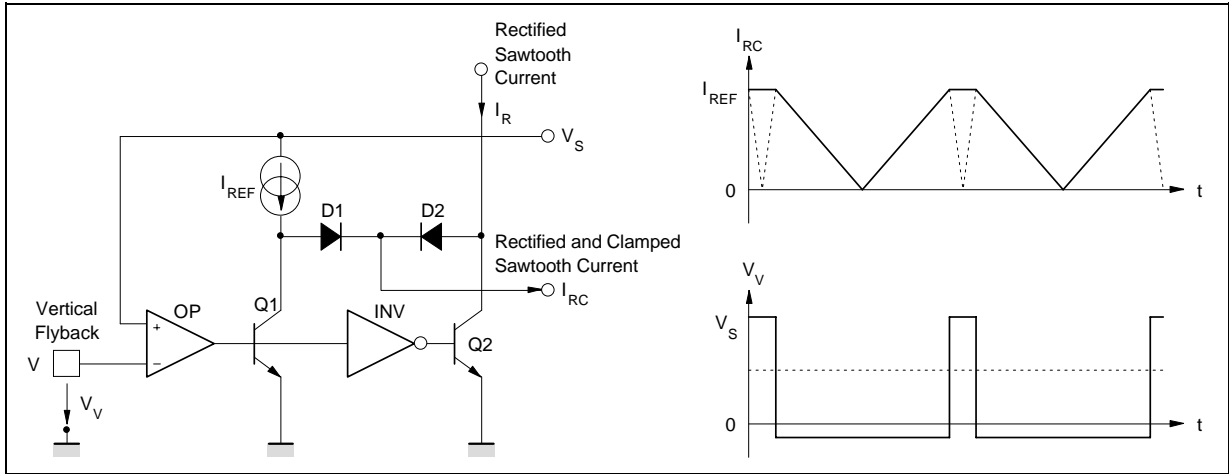 Rectified
Sawtooth
Current
I_R
V_S
I_REF
D1
D2
Rectified and Clamped
Sawtooth Current
I_RC
Q1
INV
OP
Vertical
Flyback
+
–
V
Q2
V_V
I_RC
I_REF
0
t
V_V
V_S
0
t